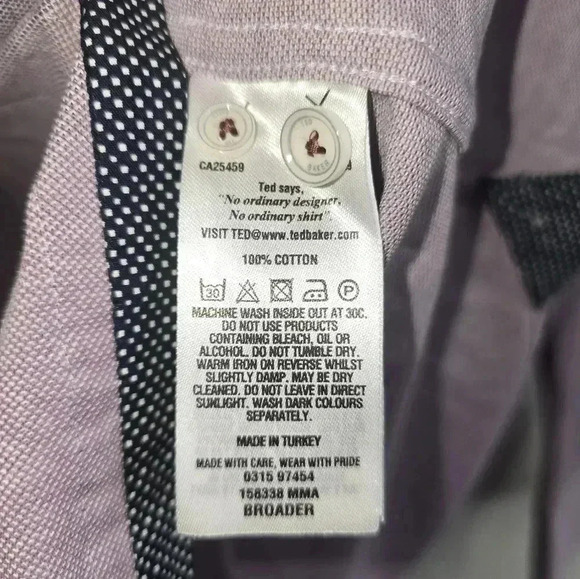 TED
BAKER
CA25459
Ted says,
"No ordinary designer,
No ordinary shirt".
VISIT TED@www.tedbaker.com
100% COTTON
30
P
MACHINE WASH INSIDE OUT AT 30C.
DO NOT USE PRODUCTS
CONTAINING BLEACH, OIL OR
ALCOHOL. DO NOT TUMBLE DRY.
WARM IRON ON REVERSE WHILST
SLIGHTLY DAMP. MAY BE DRY
CLEANED. DO NOT LEAVE IN DIRECT
SUNLIGHT. WASH DARK COLOURS
SEPARATELY.
MADE IN TURKEY
MADE WITH CARE, WEAR WITH PRIDE
0315 97454
158338 MMA
BROADER